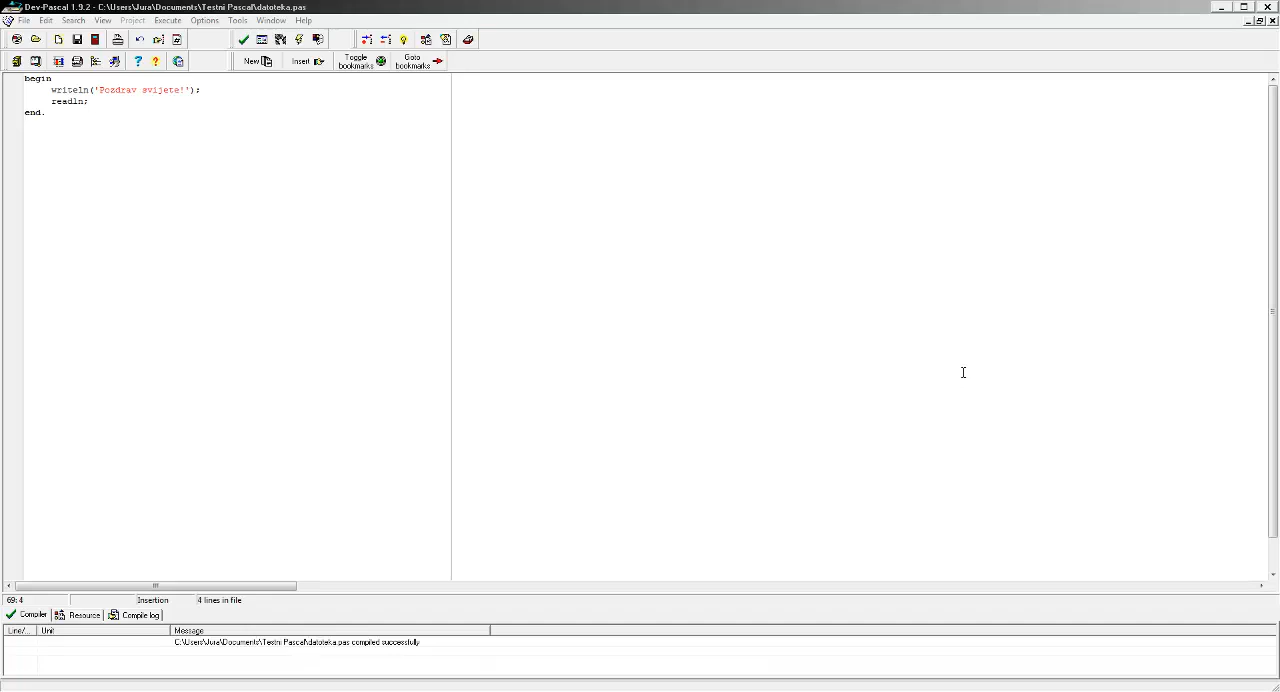 Dev-Pascal 1.9.2 - C:\Users\Jura\Documents\Testni Pascal\datoteka.pas
File Edit Search View Project Execute Options Tools Window Help
New Insert Toggle bookmarks Goto bookmarks
begin
writeln('Pozdrav svijete!');
readln;
end.
69: 4 Insertion 4 lines in file
Compiler Resource Compile log
Line/... Unit Message
C:\Users\Jura\Documents\Testni Pascal\datoteka.pas compiled successfully